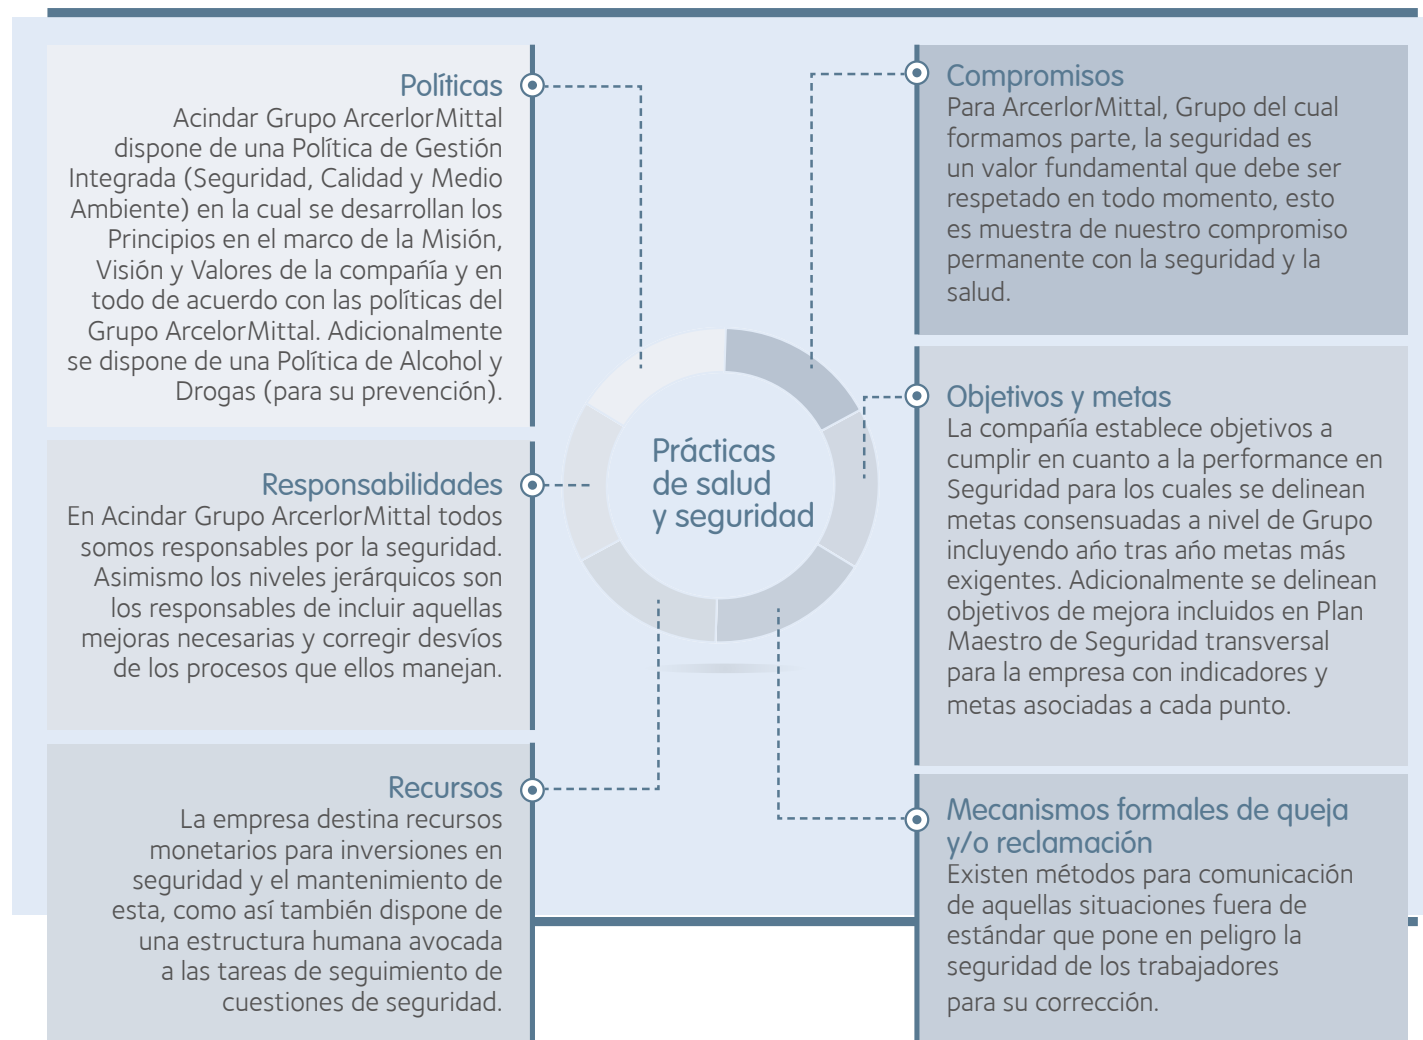 Políticas
Acindar Grupo ArcerlorMittal
dispone de una Política de Gestión
Integrada (Seguridad, Calidad y Medio
Ambiente) en la cual se desarrollan los
Principios en el marco de la Misión,
Visión y Valores de la compañía y en
todo de acuerdo con las políticas del
Grupo ArcelorMittal. Adicionalmente
se dispone de una Política de Alcohol y
Drogas (para su prevención).
Responsabilidades
En Acindar Grupo ArcerlorMittal todos
somos responsables por la seguridad.
Asimismo los niveles jerárquicos son
los responsables de incluir aquellas
mejoras necesarias y corregir desvíos
de los procesos que ellos manejan.
Recursos
La empresa destina recursos
monetarios para inversiones en
seguridad y el mantenimiento de
esta, como así también dispone de
una estructura humana avocada
a las tareas de seguimiento de
cuestiones de seguridad.
Prácticas
de salud
y seguridad
Compromisos
Para ArcerlorMittal, Grupo del cual
formamos parte, la seguridad es
un valor fundamental que debe ser
respetado en todo momento, esto
es muestra de nuestro compromiso
permanente con la seguridad y la
salud.
Objetivos y metas
La compañía establece objetivos a
cumplir en cuanto a la performance en
Seguridad para los cuales se delinean
metas consensuadas a nivel de Grupo
incluyendo año tras año metas más
exigentes. Adicionalmente se delinean
objetivos de mejora incluidos en Plan
Maestro de Seguridad transversal
para la empresa con indicadores y
metas asociadas a cada punto.
Mecanismos formales de queja
y/o reclamación
Existen métodos para comunicación
de aquellas situaciones fuera de
estándar que pone en peligro la
seguridad de los trabajadores
para su corrección.